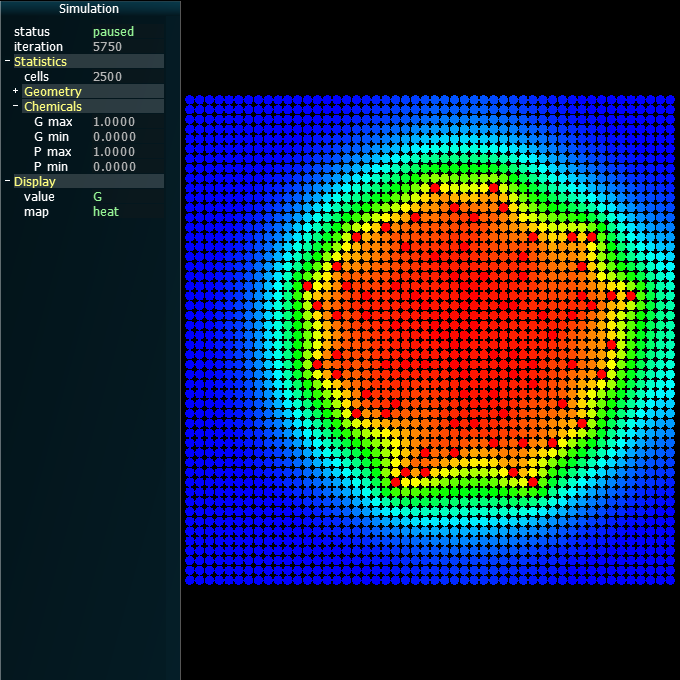 Simulation
status paused
iteration 5750
- Statistics
cells 2500
+ Geometry
- Chemicals
G max 1.0000
G min 0.0000
P max 1.0000
P min 0.0000
- Display
value G
map heat